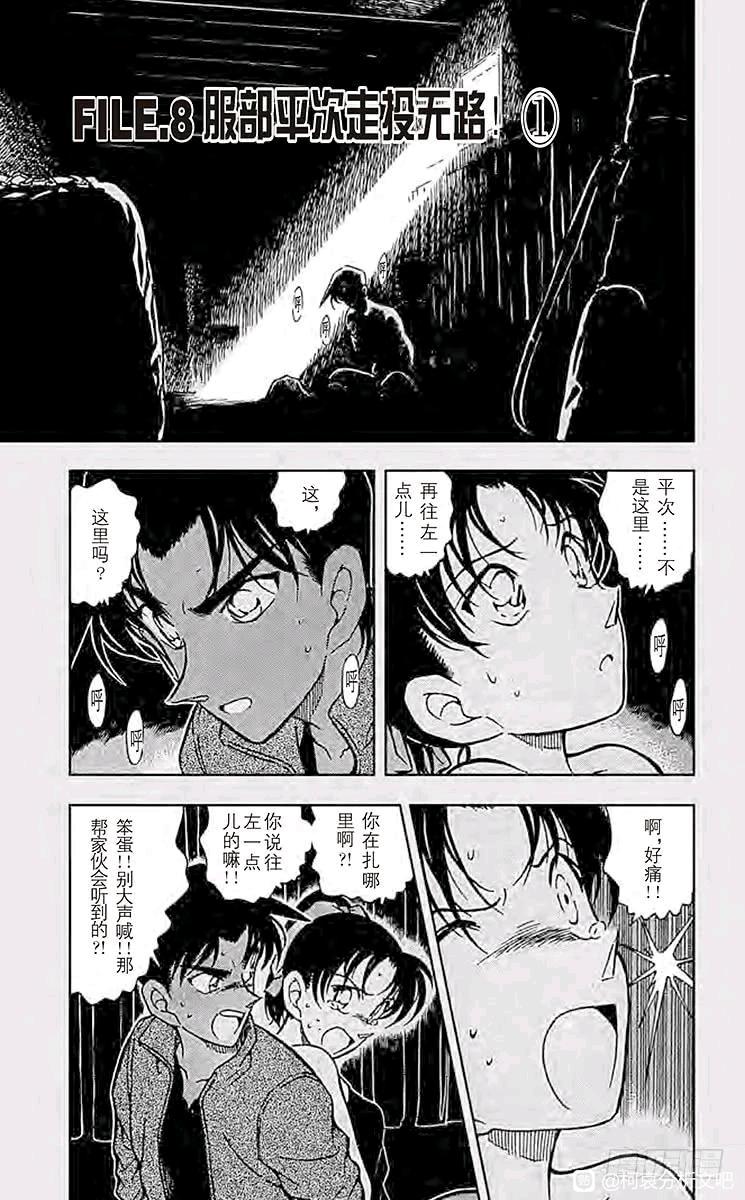 FILE.8 服部平次走投无路! ①
呼
呼
呼
平次……不
是这里……
再往左一
点儿……
呼
呼
这,
这里吗?
呼
呼
呼
啊,好痛!!
你在扎哪
里啊?!
你说往
左一点
儿的嘛!!
笨蛋!!别大声喊!!那
帮家伙会听到的?!
@柯哀分析文吧